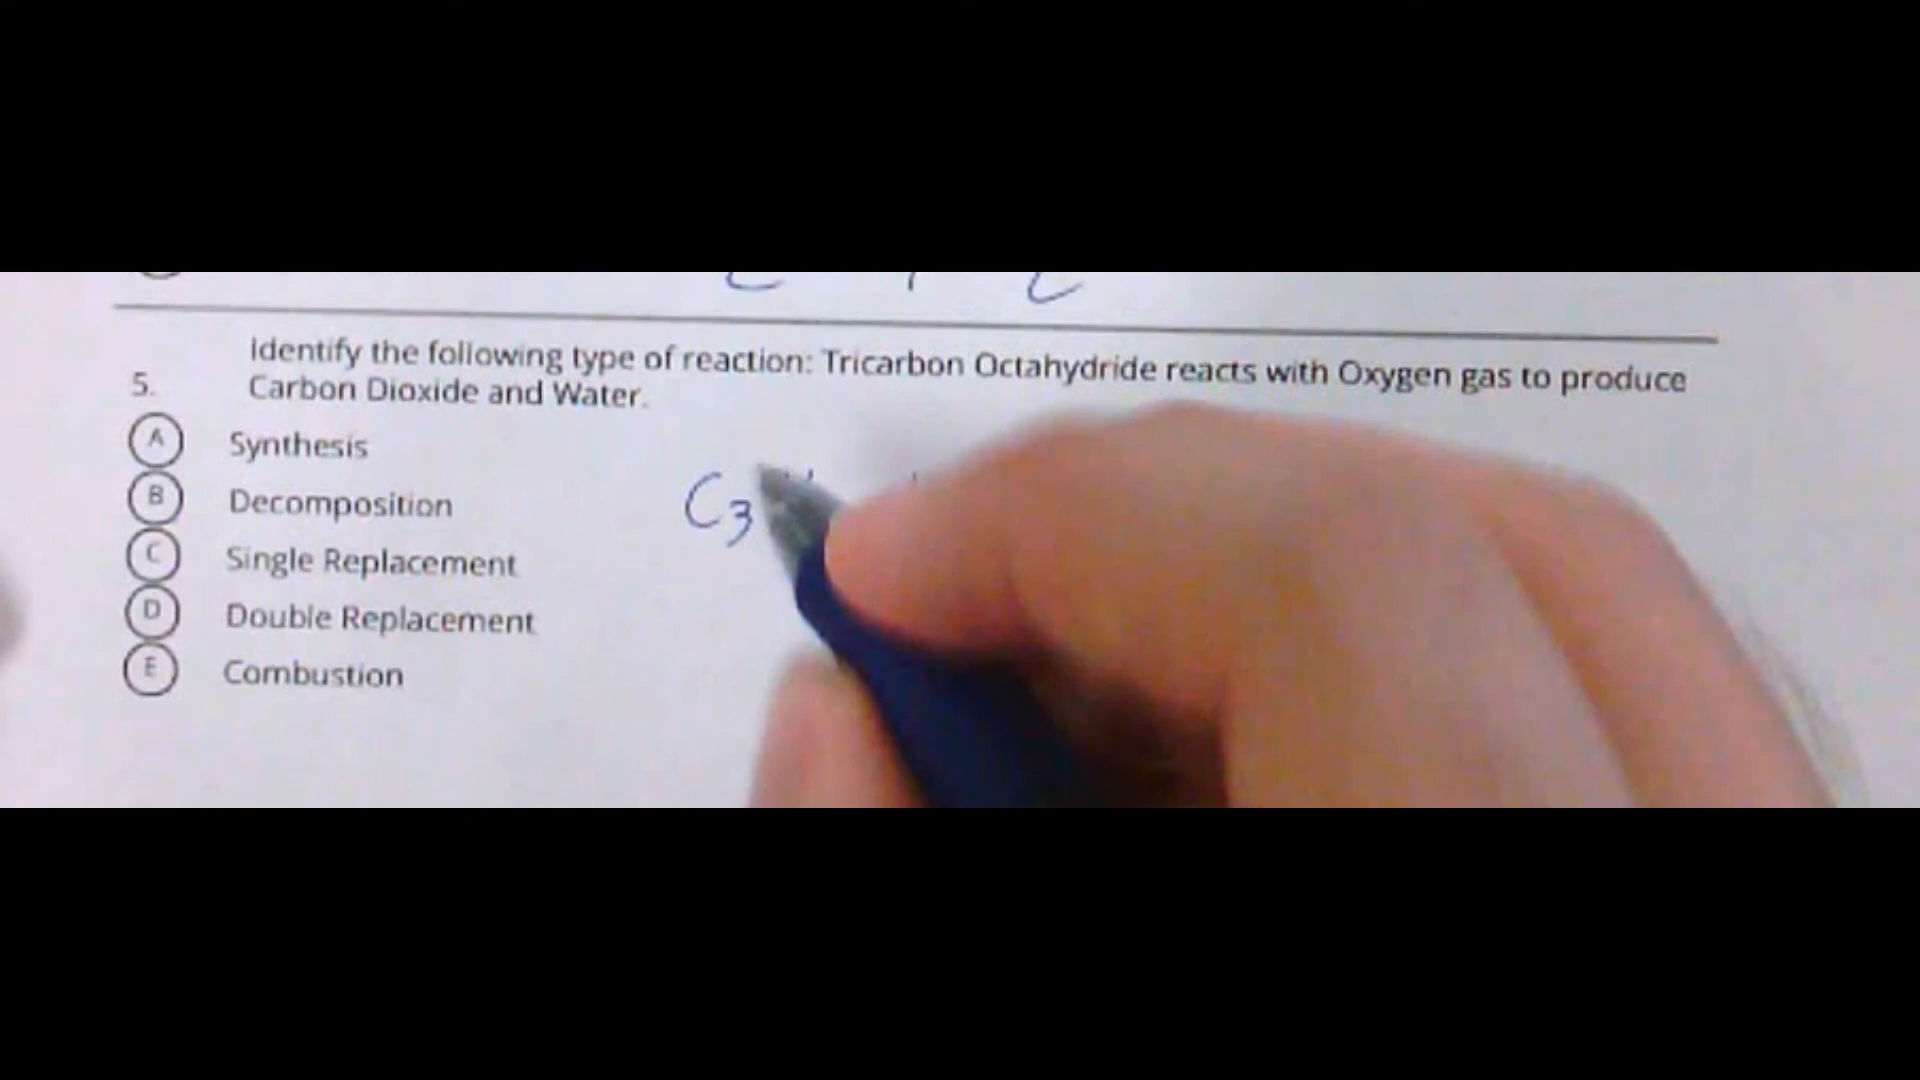 Identify the following type of reaction: Tricarbon Octahydride reacts with Oxygen gas to produce
5. Carbon Dioxide and Water.
A Synthesis
B Decomposition
C Single Replacement
D Double Replacement
E Combustion
C3